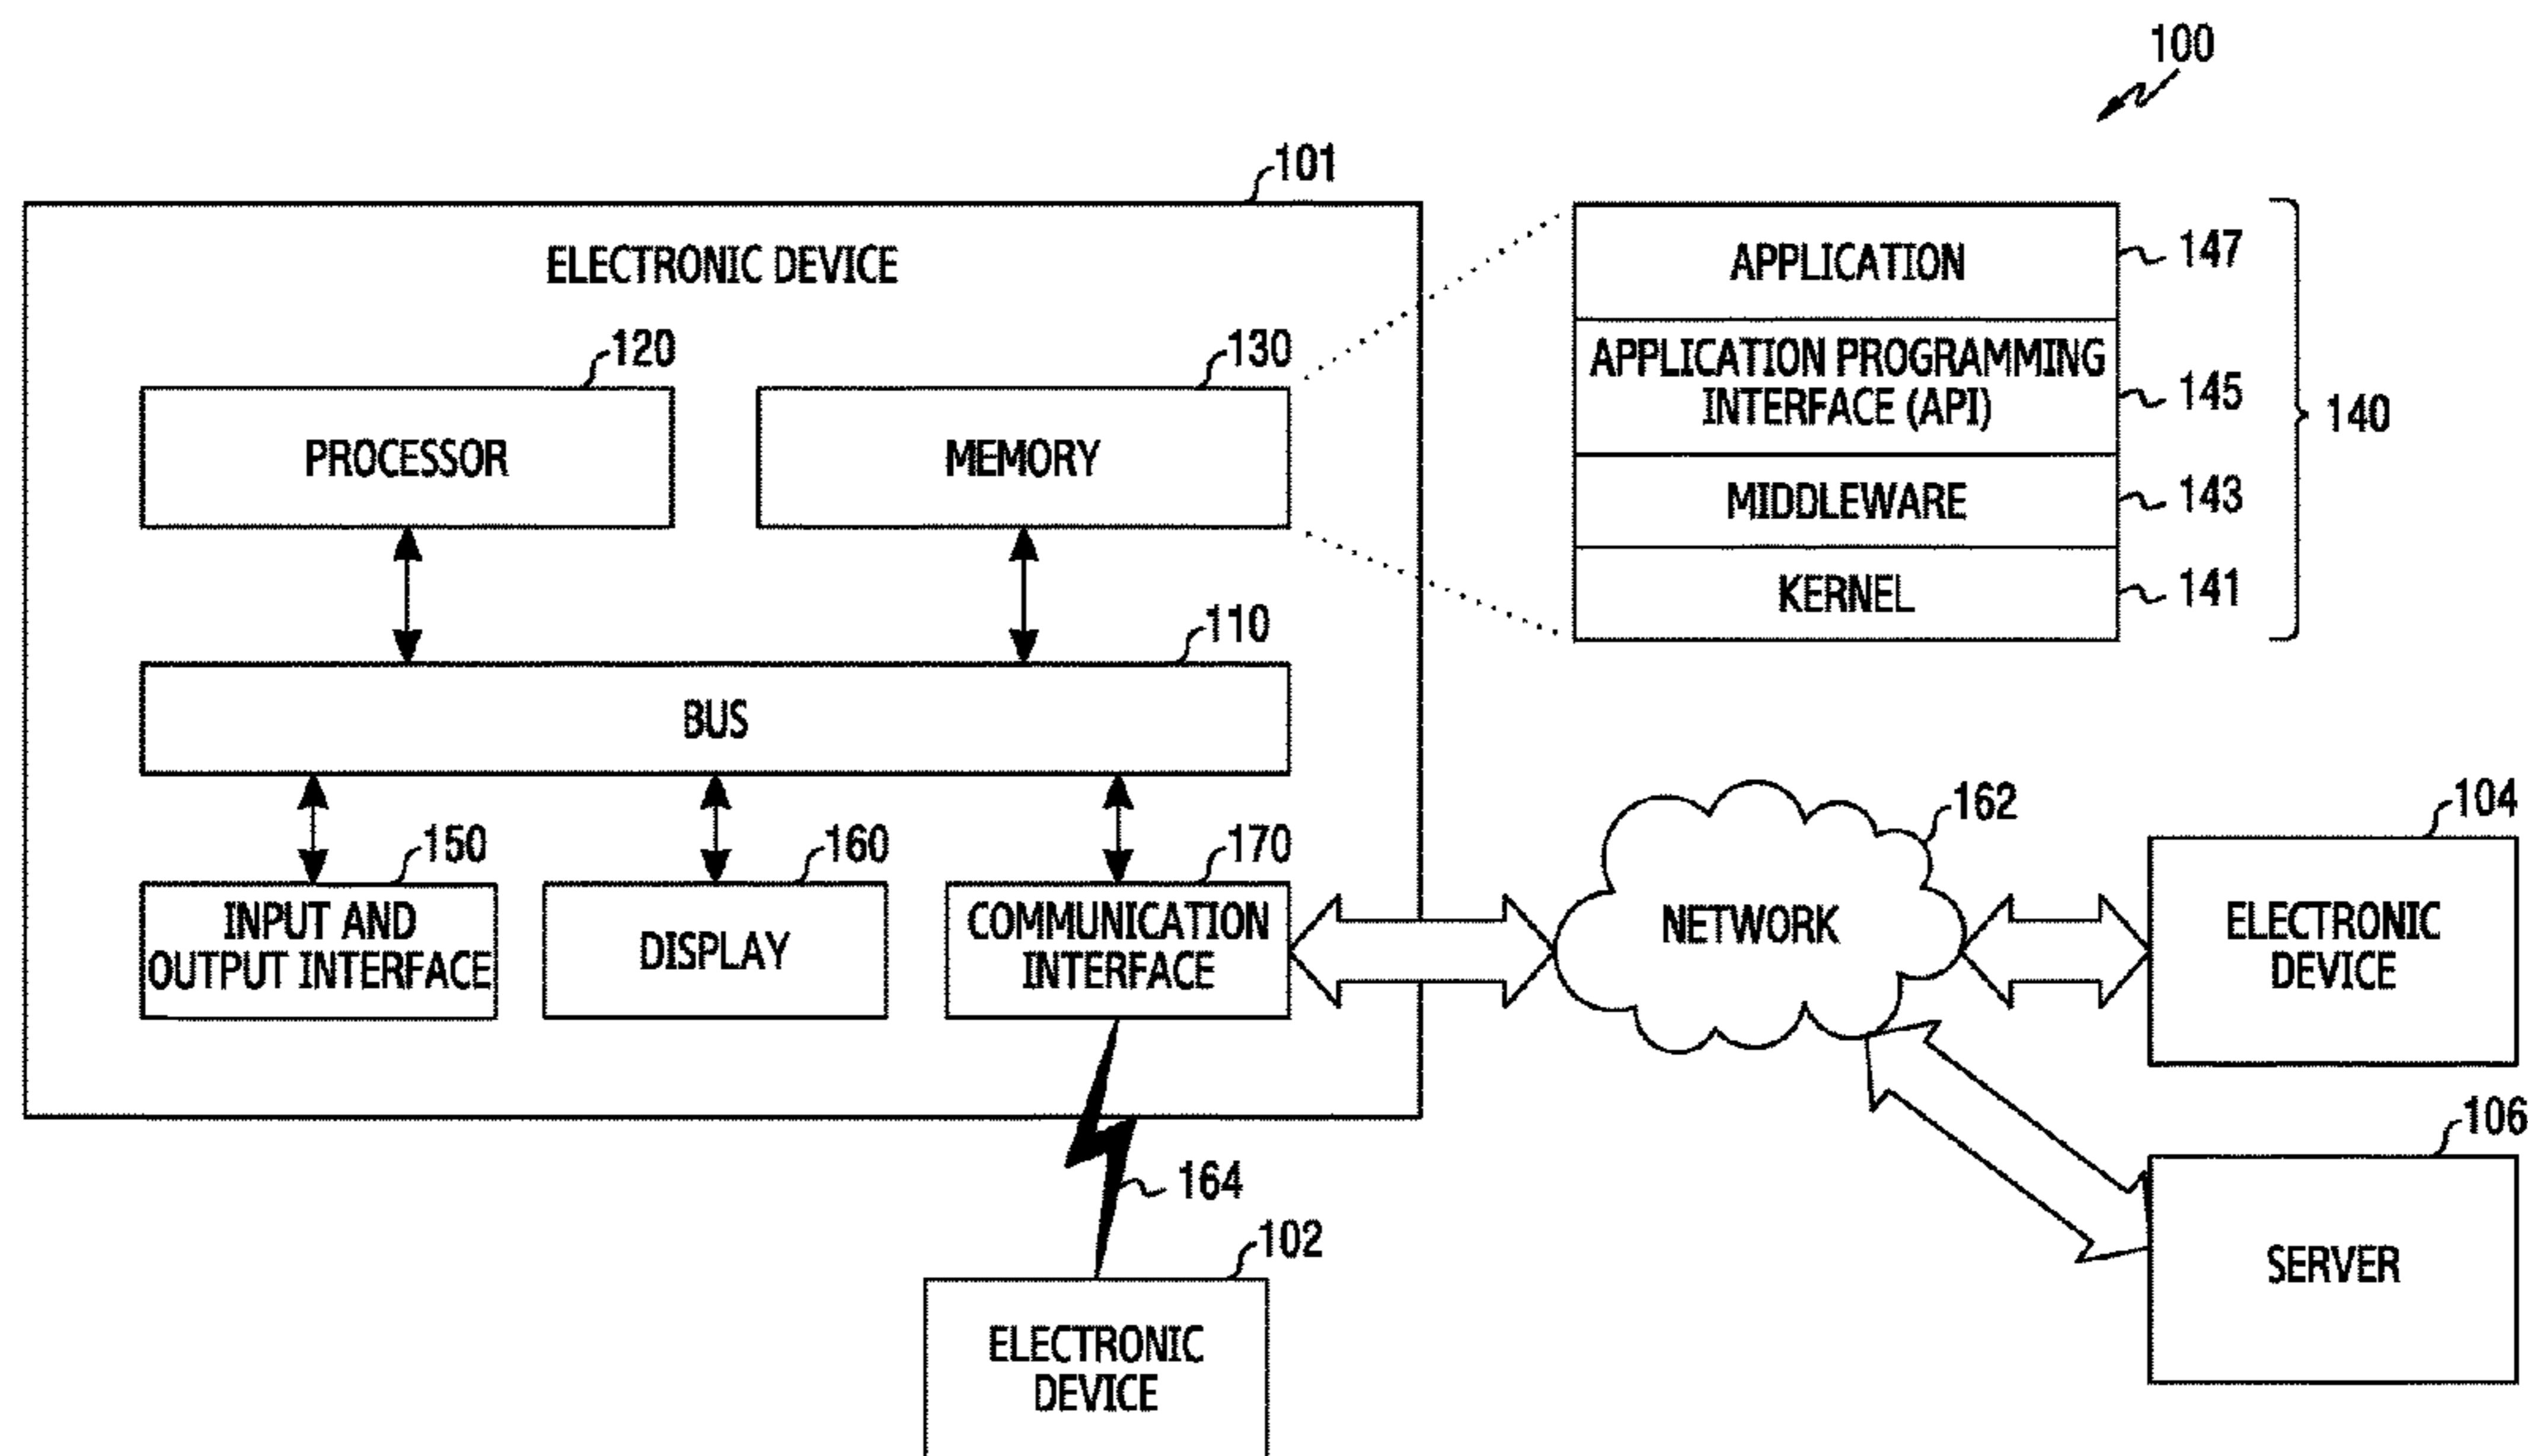 100
101
ELECTRONIC DEVICE
120
130
PROCESSOR
MEMORY
110
BUS
150
160
170
INPUT AND
OUTPUT INTERFACE
DISPLAY
COMMUNICATION
INTERFACE
164
102
ELECTRONIC
DEVICE
APPLICATION
147
APPLICATION PROGRAMMING
INTERFACE (API)
145
MIDDLEWARE
143
KERNEL
141
140
162
NETWORK
104
ELECTRONIC
DEVICE
106
SERVER